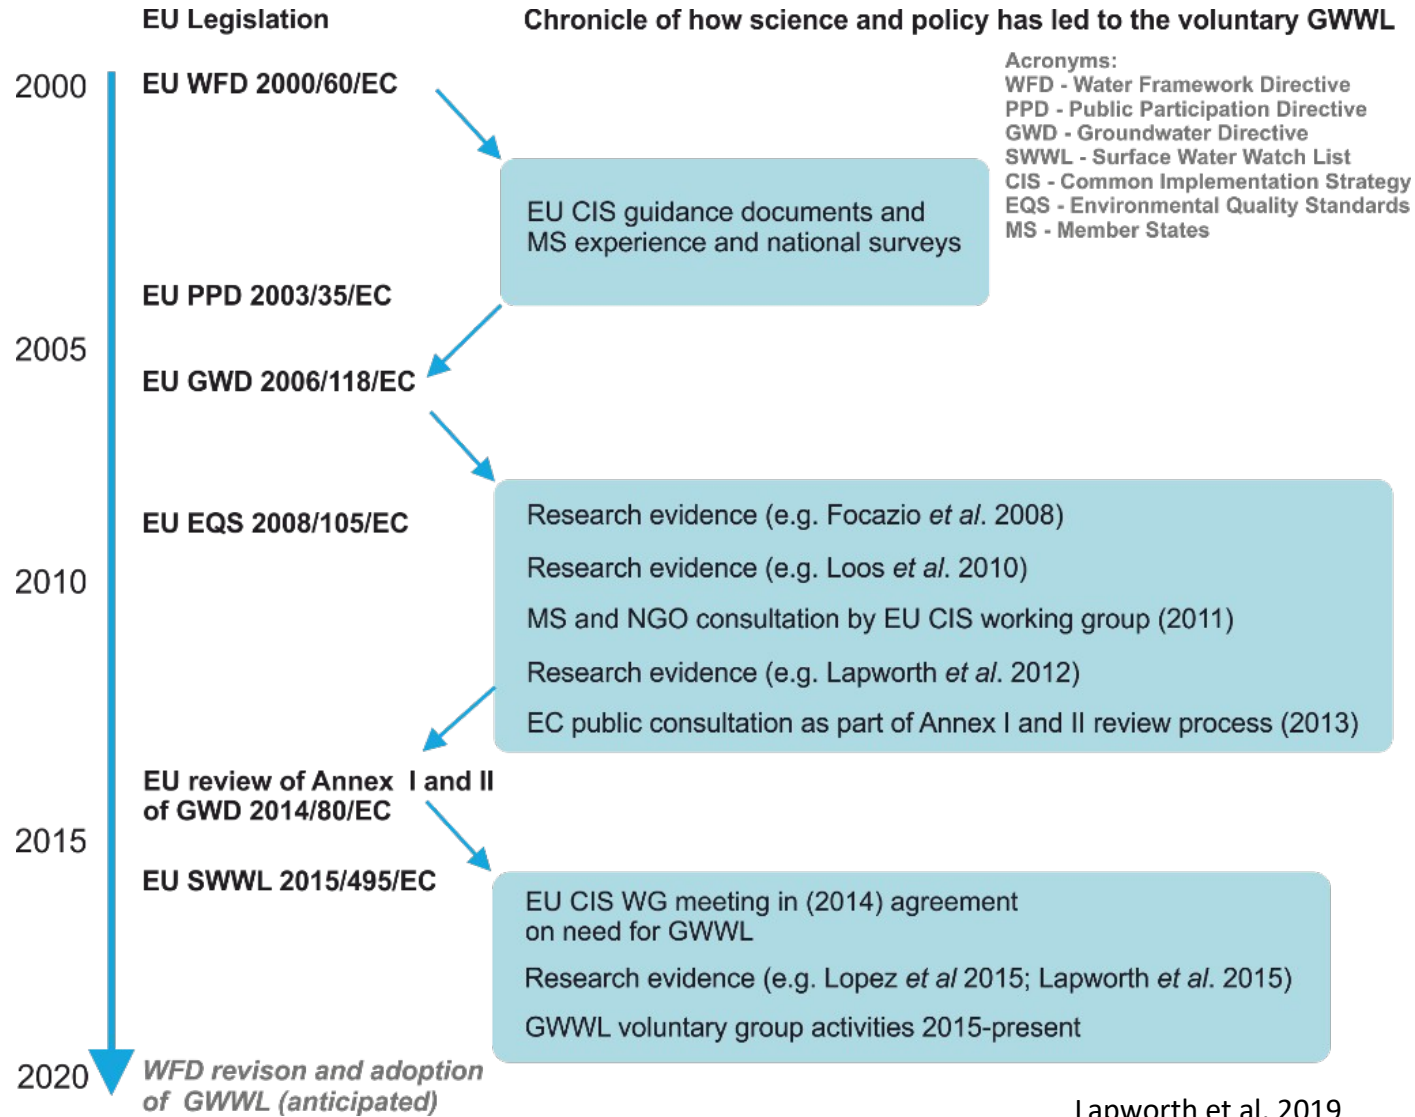 EU Legislation
Chronicle of how science and policy has led to the voluntary GWWL
Acronyms:
WFD - Water Framework Directive
PPD - Public Participation Directive
GWD - Groundwater Directive
SWWL - Surface Water Watch List
CIS - Common Implementation Strategy
EQS - Environmental Quality Standards
MS - Member States
2000
EU WFD 2000/60/EC
EU CIS guidance documents and
MS experience and national surveys
EU PPD 2003/35/EC
2005
EU GWD 2006/118/EC
EU EQS 2008/105/EC
Research evidence (e.g. Focazio et al. 2008)
Research evidence (e.g. Loos et al. 2010)
2010
MS and NGO consultation by EU CIS working group (2011)
Research evidence (e.g. Lapworth et al. 2012)
EC public consultation as part of Annex I and II review process (2013)
EU review of Annex I and II
of GWD 2014/80/EC
2015
EU SWWL 2015/495/EC
EU CIS WG meeting in (2014) agreement
on need for GWWL
Research evidence (e.g. Lopez et al 2015; Lapworth et al. 2015)
GWWL voluntary group activities 2015-present
2020
WFD revison and adoption
of GWWL (anticipated)
Lapworth et al. 2019